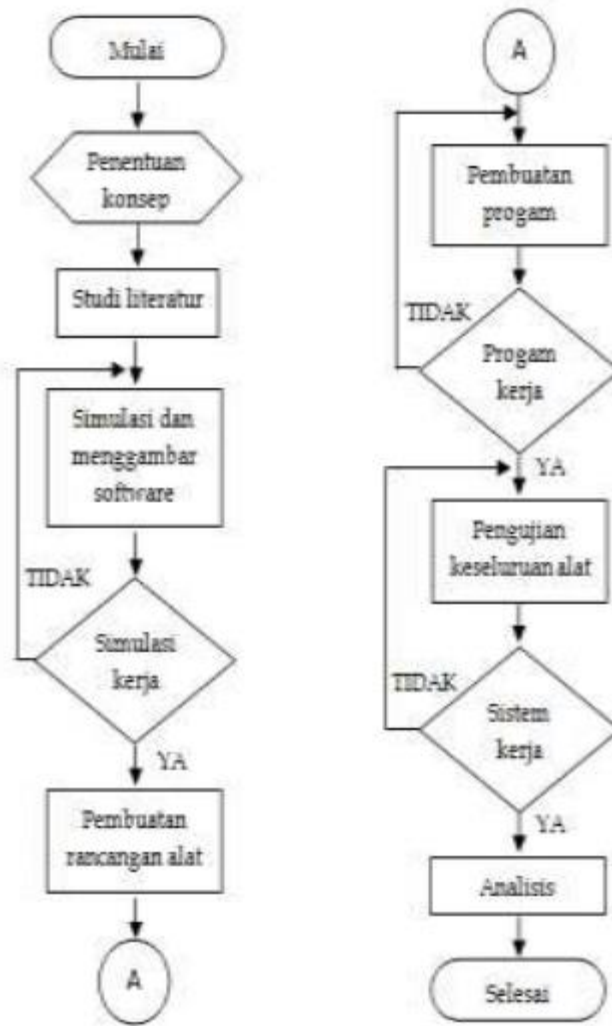 Mulai
Penentuan
konsep
Studi literatur
Simulasi dan
menggambar
software
TIDAK
Simulasi
kerja
YA
Pembuatan
rancangan alat
A
A
Pembuatan
progam
TIDAK
Progam
kerja
YA
Pengujian
keseluruan alat
TIDAK
Sistem
kerja
YA
Analisis
Selesai